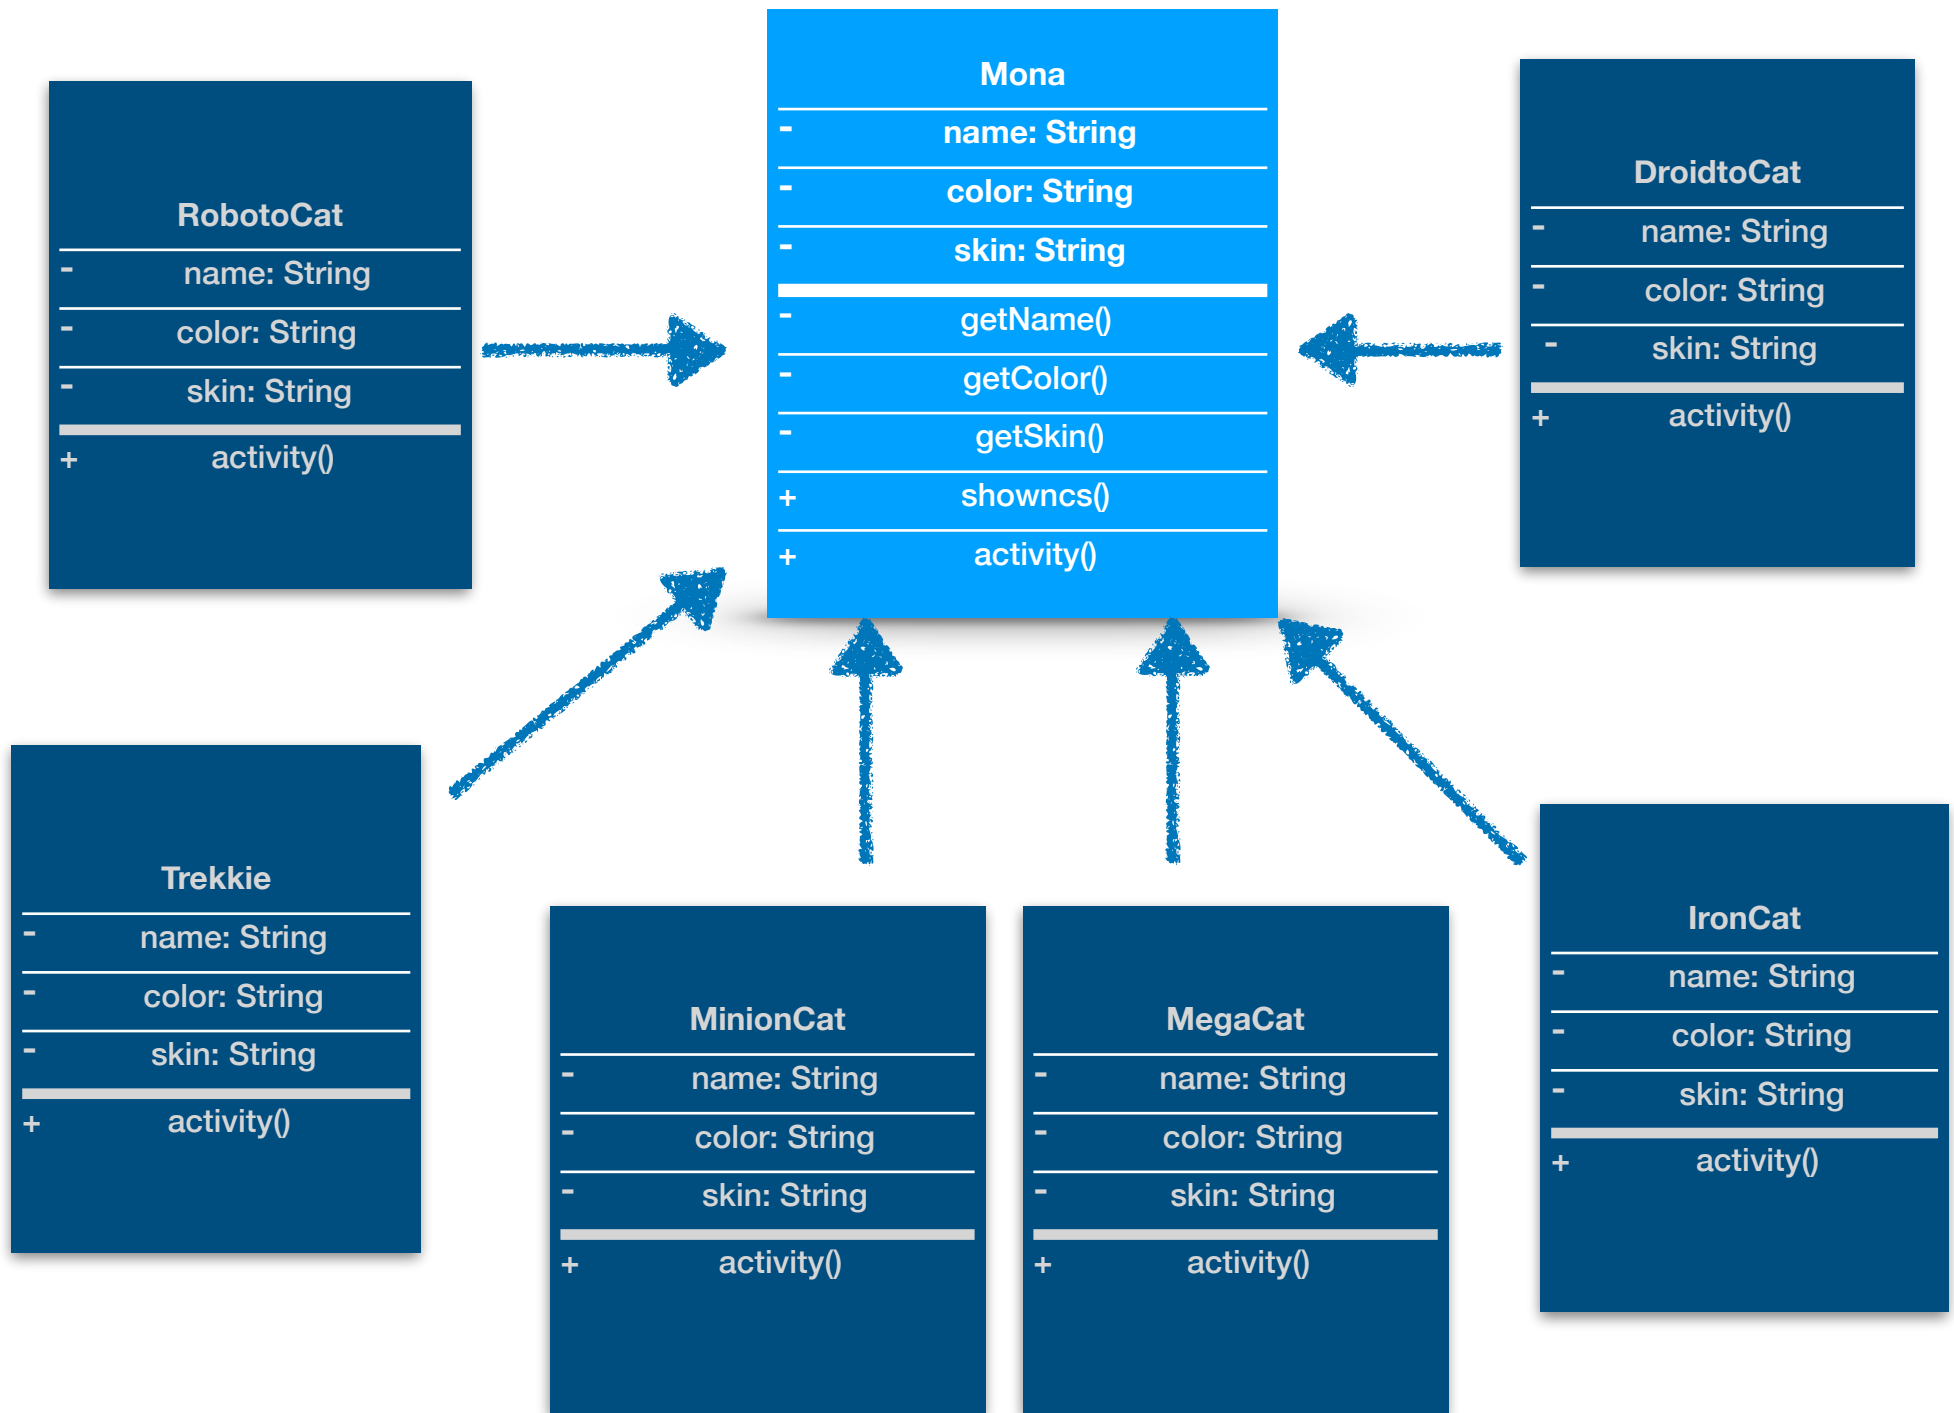 Mona
- name: String
- color: String
- skin: String
- getName()
- getColor()
- getSkin()
+ showncs()
+ activity()
RobotoCat
- name: String
- color: String
- skin: String
+ activity()
DroidtoCat
- name: String
- color: String
- skin: String
+ activity()
Trekkie
- name: String
- color: String
- skin: String
+ activity()
MinionCat
- name: String
- color: String
- skin: String
+ activity()
MegaCat
- name: String
- color: String
- skin: String
+ activity()
IronCat
- name: String
- color: String
- skin: String
+ activity()